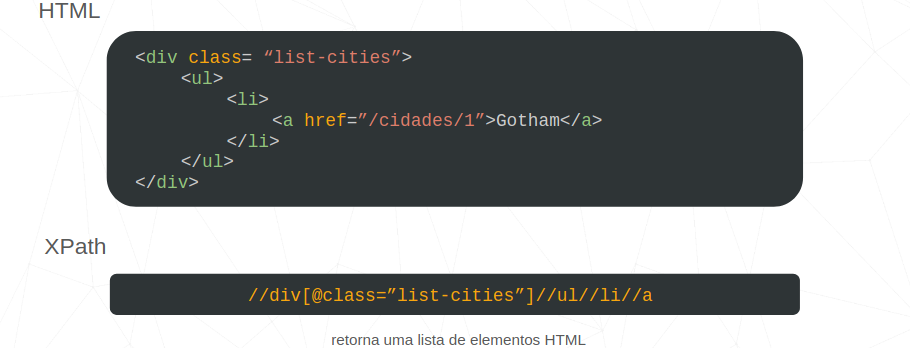 HTML
<div class= “list-cities”>
<ul>
<li>
<a href=”/cidades/1”>Gotham</a>
</li>
</ul>
</div>
XPath
//div[@class=”list-cities”]//ul//li//a
retorna uma lista de elementos HTML